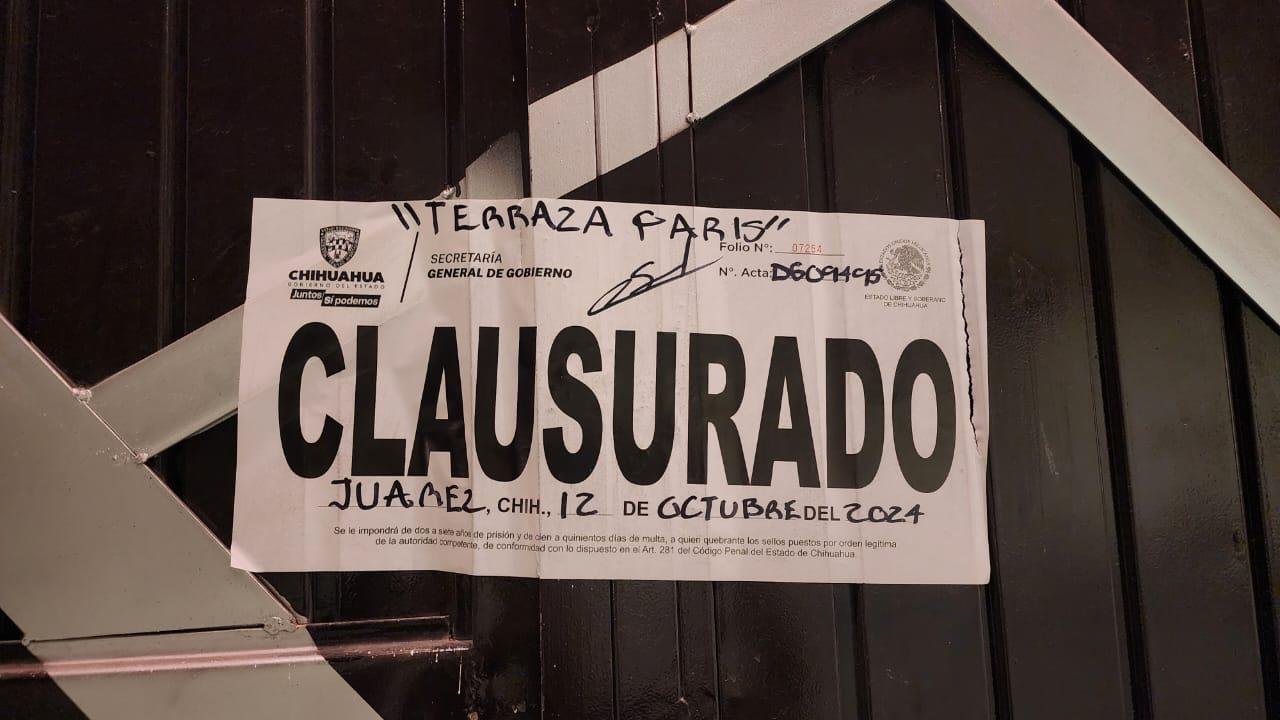 "TERRAZA PARIS"
CHIHUAHUA
GOBIERNO DEL ESTADO
Juntos Sí podemos
SECRETARÍA
GENERAL DE GOBIERNO
Folio N°: 07254
N°. Acta:
ESTADOS UNIDOS MEXICANOS
ESTADO LIBRE Y SOBERANO
DE CHIHUAHUA
CLAUSURADO
JUAREZ, CHIH., 12 DE OCTUBRE DEL 2024
Se le impondrá de dos a siete años de prisión y de cien a quinientos días de multa, a quien quebrante los sellos puestos por orden legítima
de la autoridad competente, de conformidad con lo dispuesto en el Art. 281 del Código Penal del Estado de Chihuahua.